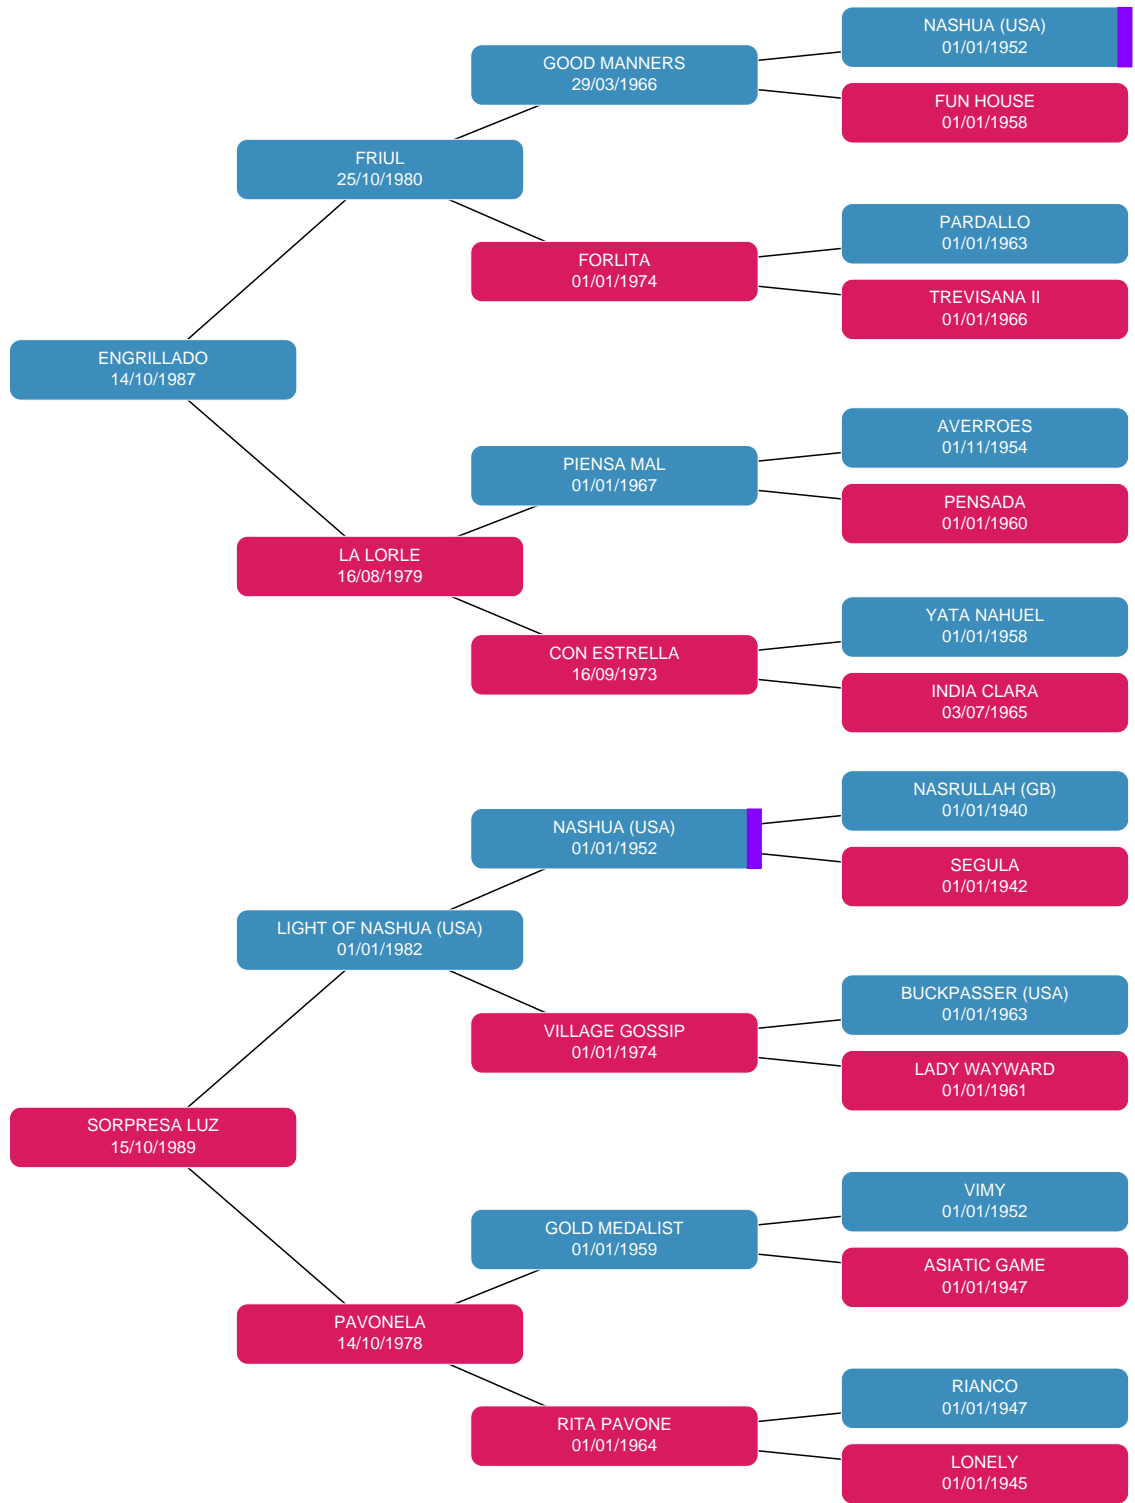 NASHUA (USA)
01/01/1952
GOOD MANNERS
29/03/1966
FUN HOUSE
01/01/1958
FRIUL
25/10/1980
PARDALLO
01/01/1963
FORLITA
01/01/1974
TREVISANA II
01/01/1966
ENGRILLADO
14/10/1987
AVERROES
01/11/1954
PIENSA MAL
01/01/1967
PENSADA
01/01/1960
LA LORLE
16/08/1979
YATA NAHUEL
01/01/1958
CON ESTRELLA
16/09/1973
INDIA CLARA
03/07/1965
NASRULLAH (GB)
01/01/1940
NASHUA (USA)
01/01/1952
SEGULA
01/01/1942
LIGHT OF NASHUA (USA)
01/01/1982
BUCKPASSER (USA)
01/01/1963
VILLAGE GOSSIP
01/01/1974
LADY WAYWARD
01/01/1961
SORPRESA LUZ
15/10/1989
VIMY
01/01/1952
GOLD MEDALIST
01/01/1959
ASIATIC GAME
01/01/1947
PAVONELA
14/10/1978
RIANCO
01/01/1947
RITA PAVONE
01/01/1964
LONELY
01/01/1945